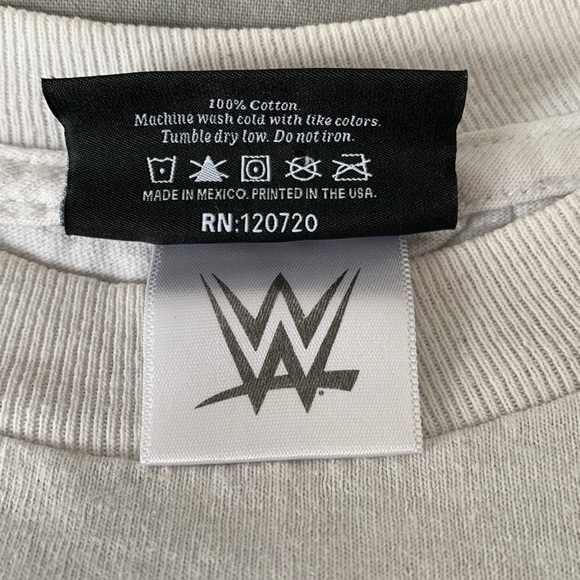 100% Cotton.
Machine wash cold with like colors.
Tumble dry low. Do not iron.
MADE IN MEXICO. PRINTED IN THE USA.
RN:120720
W